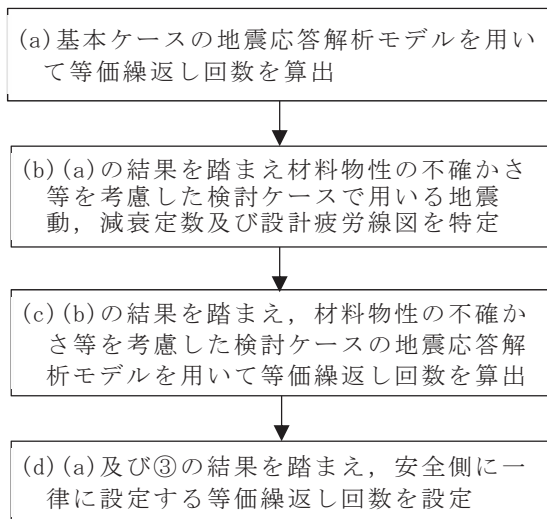 (a)基本ケースの地震応答解析モデルを用い
て等価繰返し回数を算出
(b)(a)の結果を踏まえ材料物性の不確かさ
等を考慮した検討ケースで用いる地震
動，減衰定数及び設計疲労線図を特定
(c)(b)の結果を踏まえ，材料物性の不確か
さ等を考慮した検討ケースの地震応答解
析モデルを用いて等価繰返し回数を算出
(d)(a)及び③の結果を踏まえ，安全側に一
律に設定する等価繰返し回数を設定